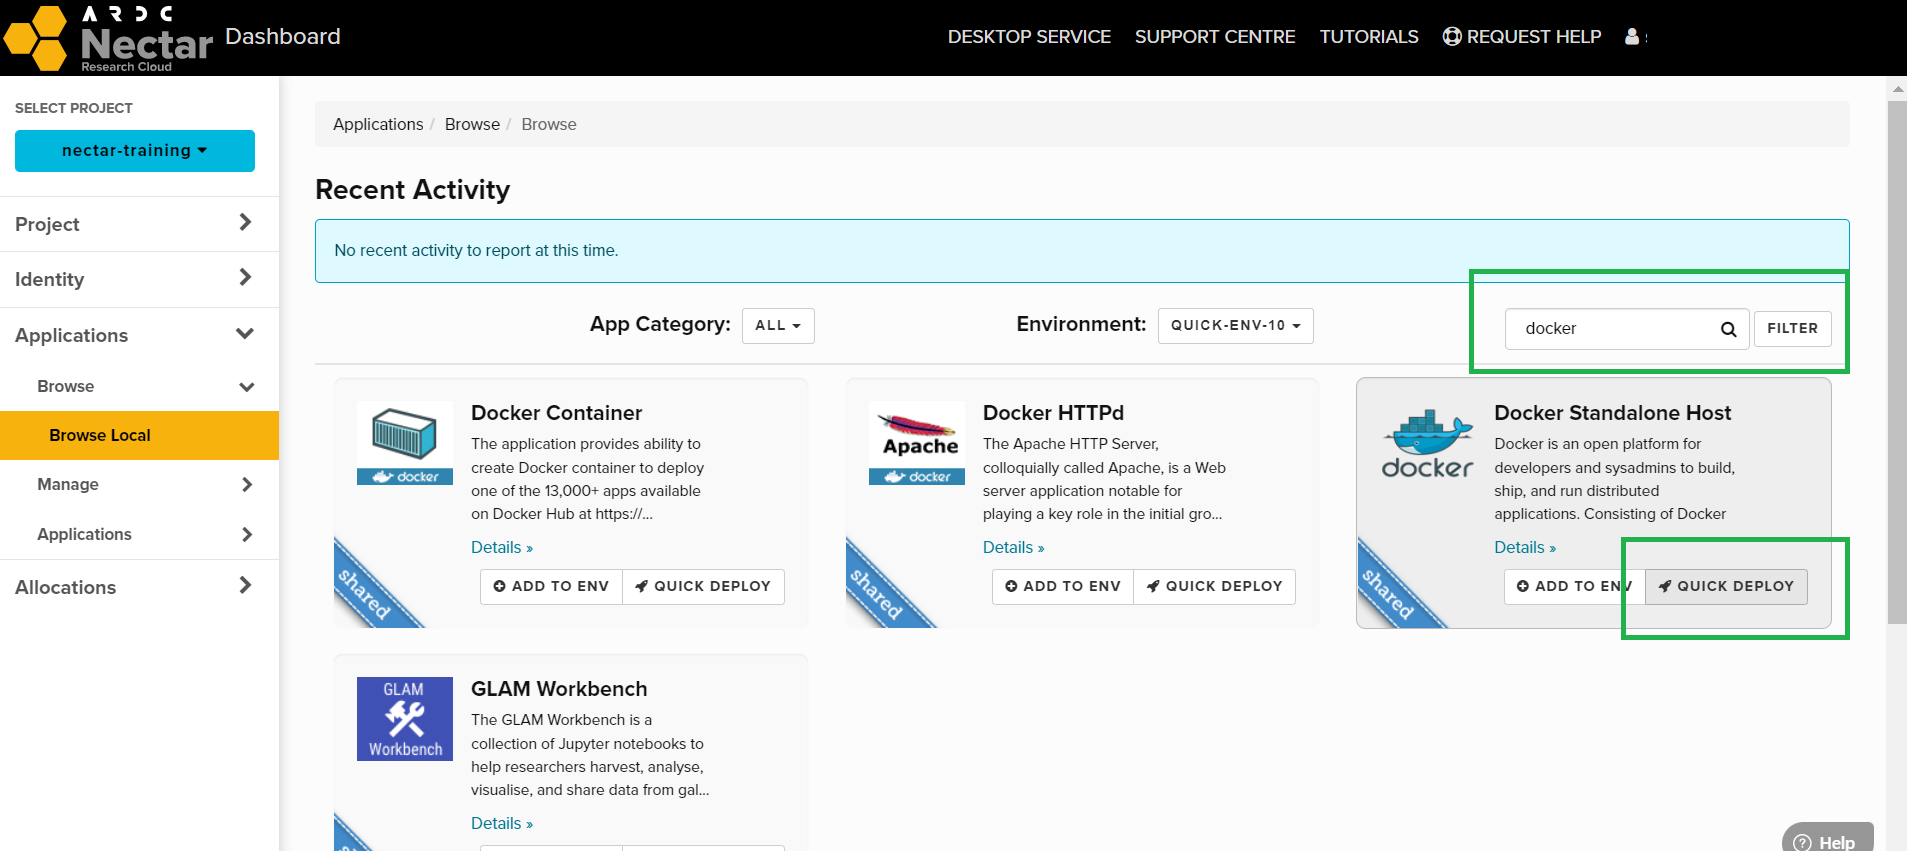 ARDC
Nectar
Research Cloud
Dashboard
DESKTOP SERVICE
SUPPORT CENTRE
TUTORIALS
REQUEST HELP
SELECT PROJECT
nectar-training
Project
Identity
Applications
Browse
Browse Local
Manage
Applications
Allocations
Applications / Browse / Browse
Recent Activity
No recent activity to report at this time.
App Category:
ALL
Environment:
QUICK-ENV-10
docker
FILTER
docker
shared
Docker Container
The application provides ability to
create Docker container to deploy
one of the 13,000+ apps available
on Docker Hub at https://...
Details »
ADD TO ENV
QUICK DEPLOY
Apache
docker
shared
Docker HTTPd
The Apache HTTP Server,
colloquially called Apache, is a Web
server application notable for
playing a key role in the initial gro...
Details »
ADD TO ENV
QUICK DEPLOY
docker
shared
Docker Standalone Host
Docker is an open platform for
developers and sysadmins to build,
ship, and run distributed
applications. Consisting of Docker
Details »
ADD TO ENV
QUICK DEPLOY
GLAM
Workbench
GLAM Workbench
The GLAM Workbench is a
collection of Jupyter notebooks to
help researchers harvest, analyse,
visualise, and share data from gal...
Details »
Help